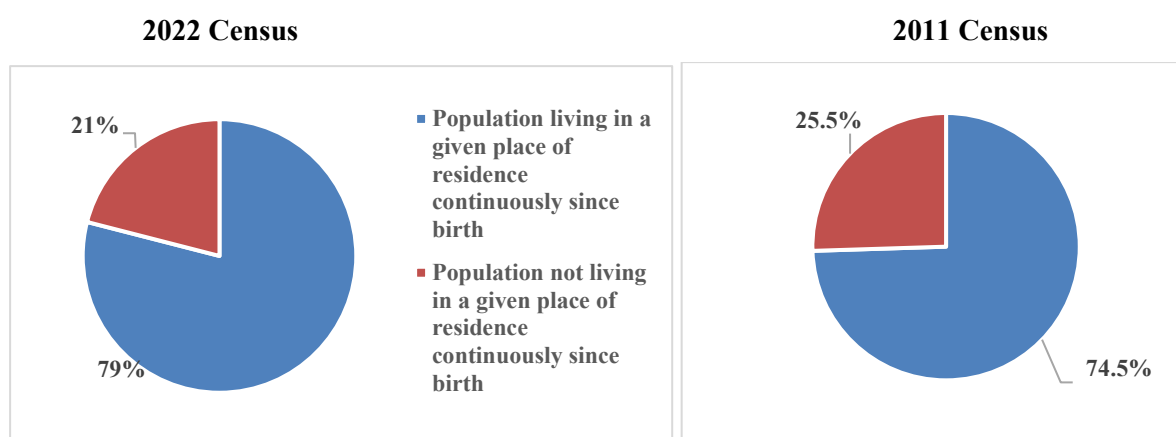 2022 Census
2011 Census
21%
79%
Population living in a
given place of
residence
continuously since
birth
Population not living
in a given place of
residence
continuously since
birth
25.5%
74.5%